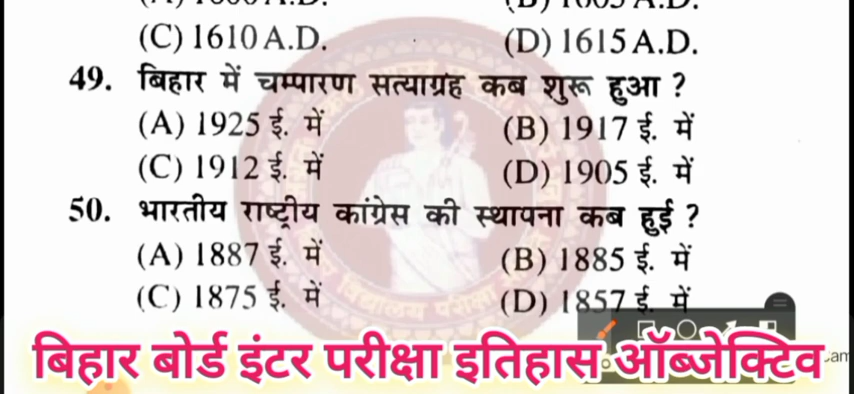 (C) 1610 A.D. (D) 1615 A.D.
49. बिहार में चम्पारण सत्याग्रह कब शुरू हुआ ?
(A) 1925 ई. में (B) 1917 ई. में
(C) 1912 ई. में (D) 1905 ई. में
50. भारतीय राष्ट्रीय कांग्रेस की स्थापना कब हुई ?
(A) 1887 ई. में (B) 1885 ई. में
(C) 1875 ई. में (D) 1857 ई. में
बिहार बोर्ड इंटर परीक्षा इतिहास ऑब्जेक्टिव